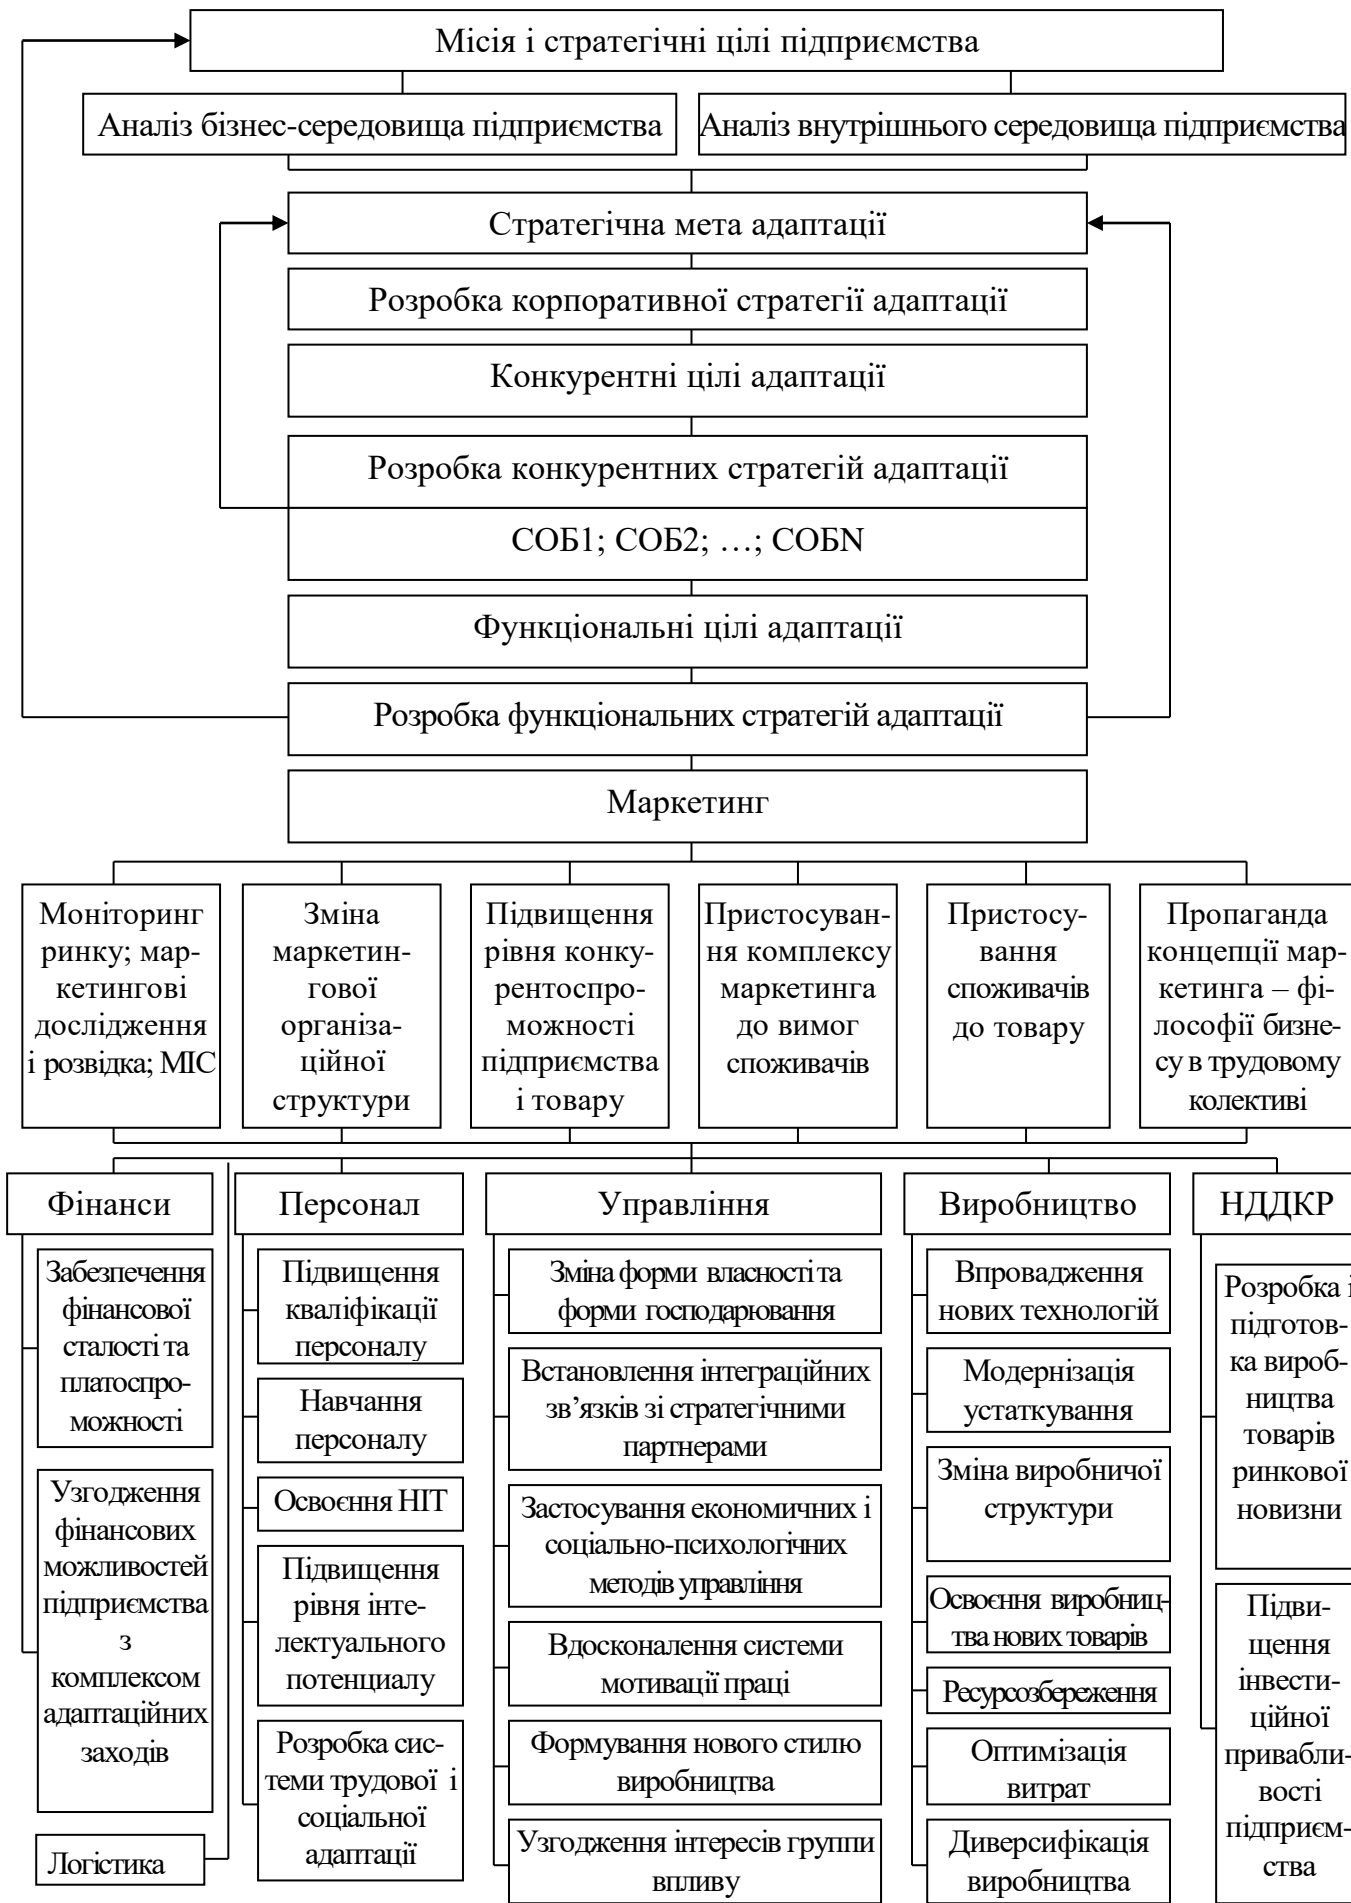 Місія і стратегічні цілі підприємства
Аналіз бізнес-середовища підприємства
Аналіз внутрішнього середовища підприємства
Стратегічна мета адаптації
Розробка корпоративної стратегії адаптації
Конкурентні цілі адаптації
Розробка конкурентних стратегій адаптації
СОБ1; СОБ2; …; СОБN
Функціональні цілі адаптації
Розробка функціональних стратегій адаптації
Маркетинг
Моніторинг
ринку; мар-
кетингові
дослідження
і розвідка; МІС
Зміна
маркетин-
гової
організа-
ційної
структури
Підвищення
рівня конку-
рентоспро-
можності
підприємства
і товару
Пристосуван-
ня комплексу
маркетинга
до вимог
споживачів
Пристосу-
вання
споживачів
до товару
Пропаганда
концепції мар-
кетинга – фі-
лософії бизне-
су в трудовому
колективі
Фінанси
Забезпечення
фінансової
сталості та
платоспро-
можності
Узгодження
фінансових
можливостей
підприємства
з
комплексом
адаптаційних
заходів
Логістика
Персонал
Підвищення
кваліфікації
персоналу
Навчання
персоналу
Освоєння НІТ
Підвищення
рівня інте-
лектуального
потенциалу
Розробка сис-
теми трудової і
соціальної
адаптації
Управління
Зміна форми власності та
форми господарювання
Встановлення інтеграційних
зв’язків зі стратегічними
партнерами
Застосування економичних і
соціально-психологічних
методів управління
Вдосконалення системи
мотивації праці
Формування нового стилю
виробництва
Узгодження інтересів группи
впливу
Виробництво
Впровадження
нових технологій
Модернізація
устаткування
Зміна виробничої
структури
Освоєння виробниц-
тва нових товарів
Ресурсозбереження
Оптимізація
витрат
Диверсифікація
виробництва
НДДКР
Розробка і
підготов-
ка вироб-
ництва
товарів
ринкової
новизни
Підви-
щення
інвести-
ційної
привабли-
вості
підприєм-
ства